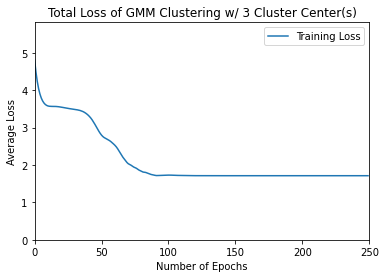 Total Loss of GMM Clustering w/ 3 Cluster Center(s)
Training Loss
Average Loss
5
4
3
2
1
0
0 50 100 150 200 250
Number of Epochs